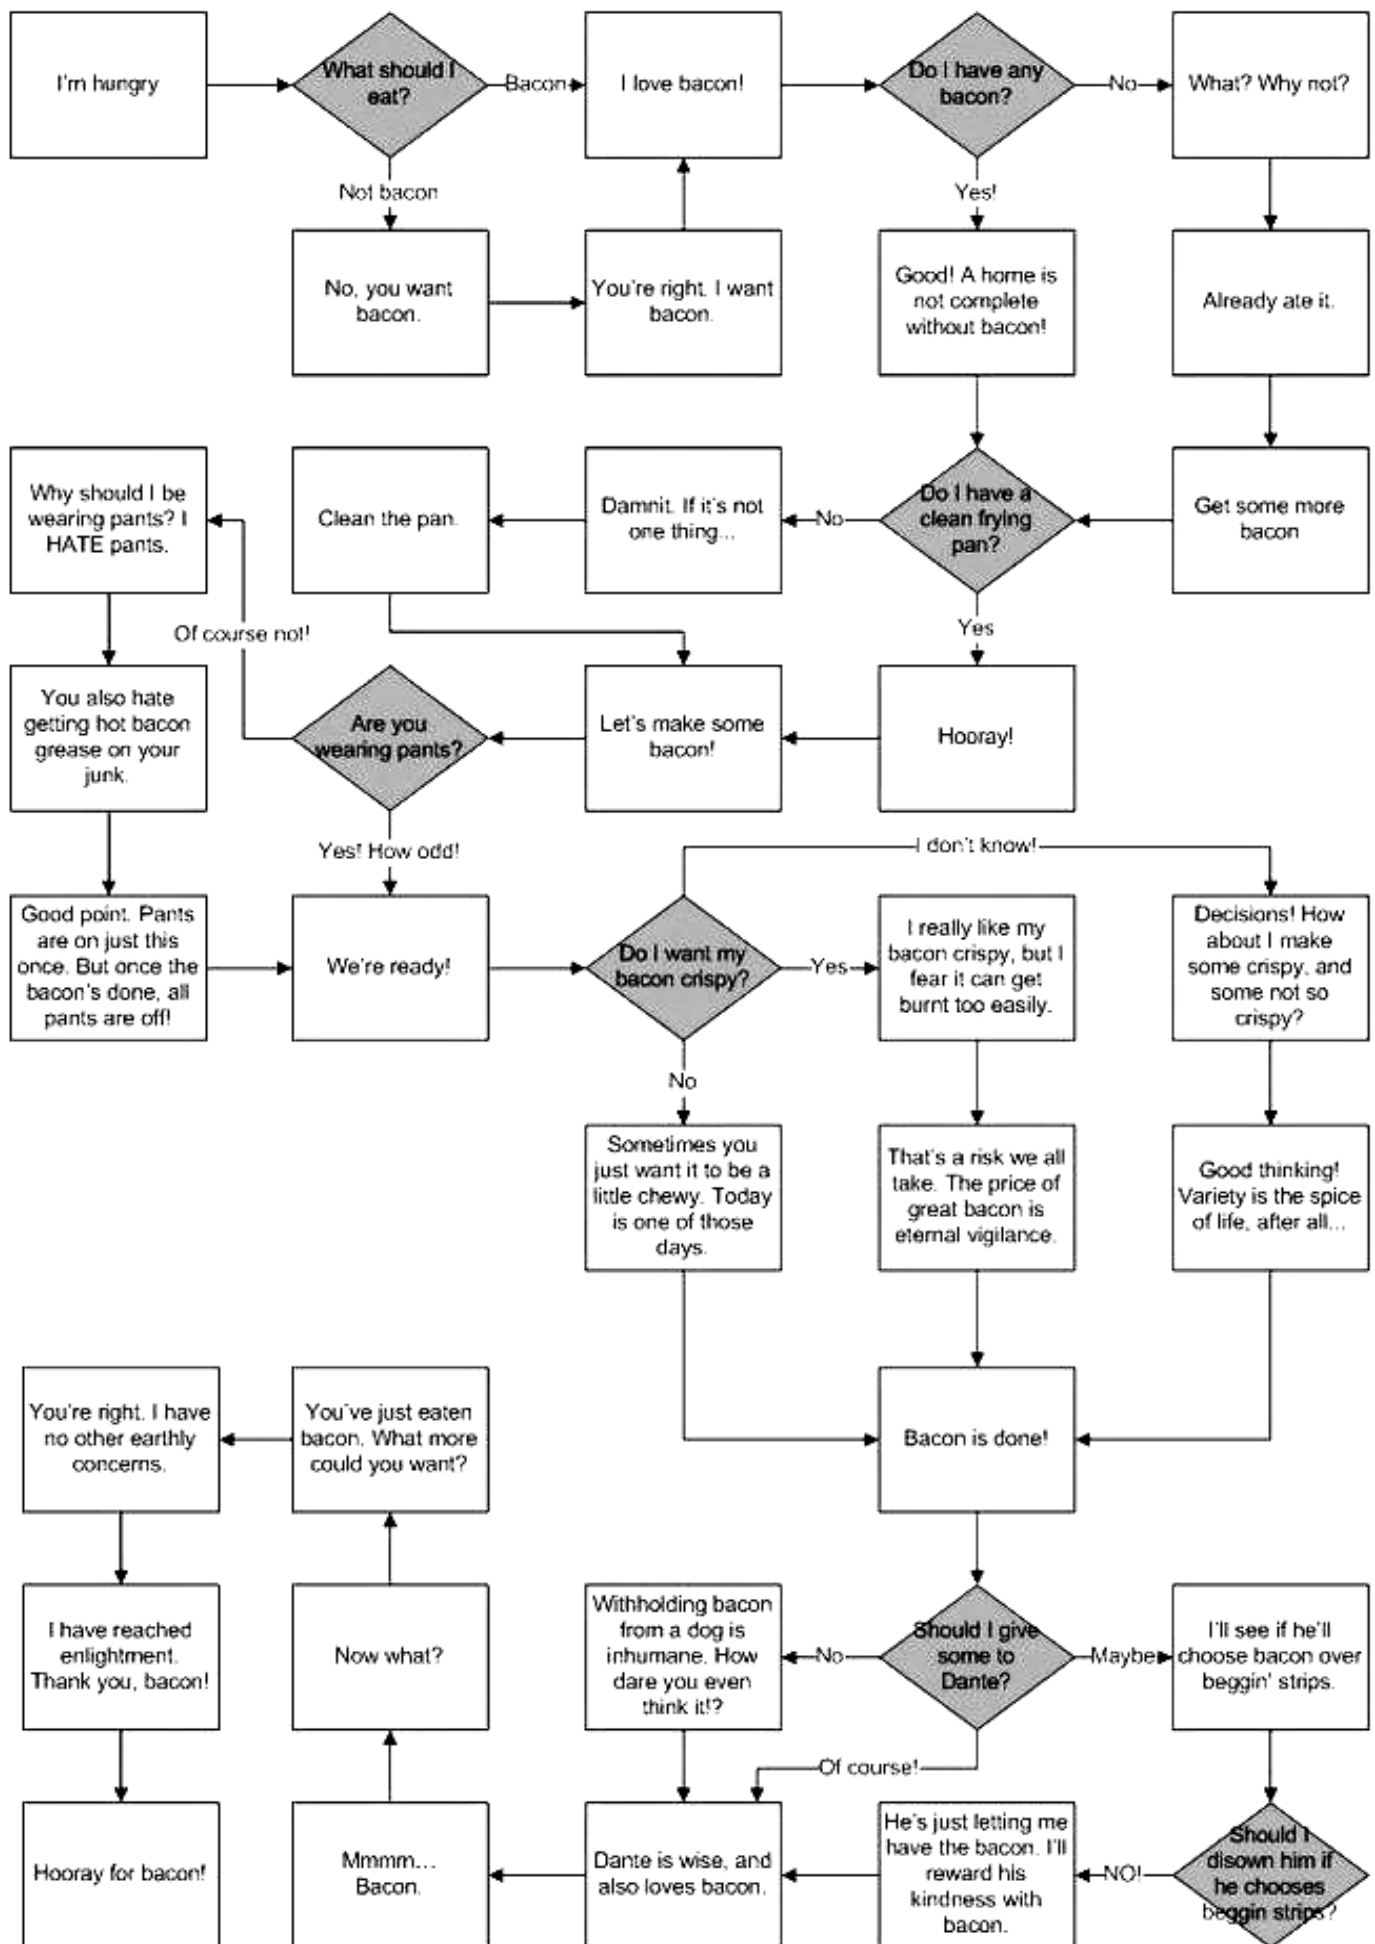 I'm hungry
What should I
eat?
Bacon
I love bacon!
Do I have any
bacon?
No
What? Why not?
Not bacon
Yes!
No, you want
bacon.
You're right. I want
bacon.
Good! A home is
not complete
without bacon!
Already ate it.
Why should I be
wearing pants? I
HATE pants.
Clean the pan.
Damnit. If it's not
one thing...
No
Do I have a
clean frying
pan?
Get some more
bacon
Of course not!
Yes
You also hate
getting hot bacon
grease on your
junk.
Are you
wearing pants?
Let's make some
bacon!
Hooray!
Yes! How odd!
I don't know!
Good point. Pants
are on just this
once. But once the
bacon's done, all
pants are off!
We're ready!
Do I want my
bacon crispy?
Yes
I really like my
bacon crispy, but I
fear it can get
burnt too easily.
Decisions! How
about I make
some crispy, and
some not so
crispy?
No
Sometimes you
just want it to be a
little chewy. Today
is one of those
days.
That's a risk we all
take. The price of
great bacon is
eternal vigilance.
Good thinking!
Variety is the spice
of life, after all...
You're right. I have
no other earthly
concerns.
You've just eaten
bacon. What more
could you want?
Bacon is done!
I have reached
enlightment.
Thank you, bacon!
Now what?
Withholding bacon
from a dog is
inhumane. How
dare you even
think it!?
No
Should I give
some to
Dante?
Maybe
I'll see if he'll
choose bacon over
beggin' strips.
Of course!
Hooray for bacon!
Mmmm...
Bacon.
Dante is wise, and
also loves bacon.
He's just letting me
have the bacon. I'll
reward his
kindness with
bacon.
NO!
Should I
disown him if
he chooses
beggin strips?